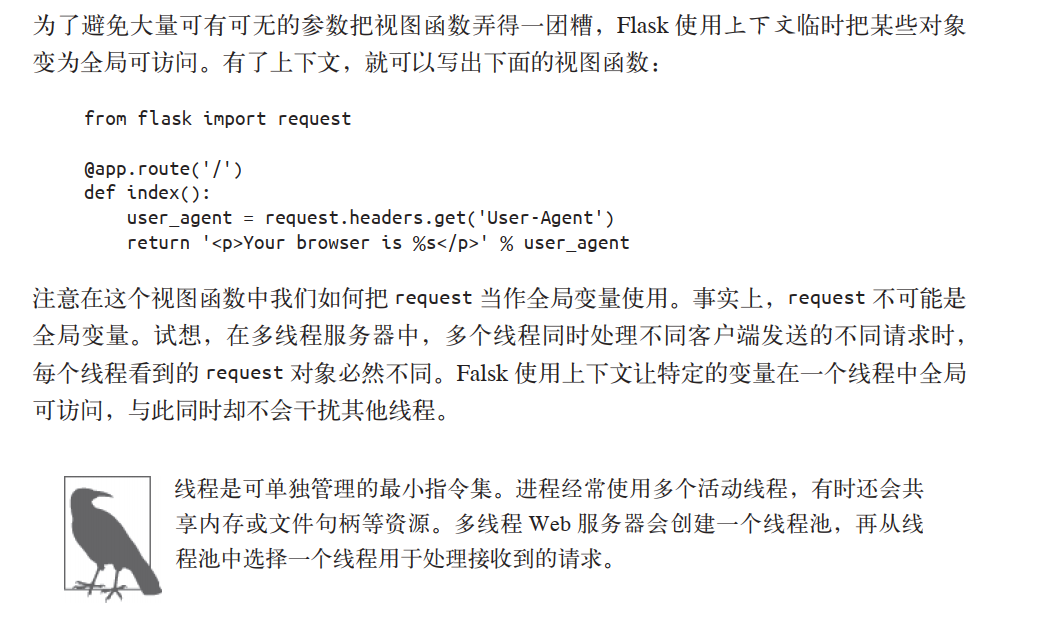 为了避免大量可有可无的参数把视图函数弄得一团糟，Flask 使用上下文临时把某些对象
变为全局可访问。有了上下文，就可以写出下面的视图函数：
from flask import request
@app.route('/')
def index():
    user_agent = request.headers.get('User-Agent')
    return '<p>Your browser is %s</p>' % user_agent
注意在这个视图函数中我们如何把 request 当作全局变量使用。事实上，request 不可能是
全局变量。试想，在多线程服务器中，多个线程同时处理不同客户端发送的不同请求时，
每个线程看到的 request 对象必然不同。Falsk 使用上下文让特定的变量在一个线程中全局
可访问，与此同时却不会干扰其他线程。
线程是可单独管理的最小指令集。进程经常使用多个活动线程，有时还会共
享内存或文件句柄等资源。多线程 Web 服务器会创建一个线程池，再从线
程池中选择一个线程用于处理接收到的请求。